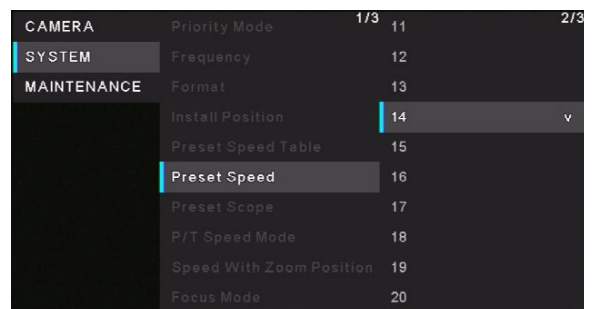 CAMERA
SYSTEM
MAINTENANCE
1/3
Priority Mode
Frequency
Format
Install Position
Preset Speed Table
Preset Speed
Preset Scope
P/T Speed Mode
Speed With Zoom Position
Focus Mode
2/3
11
12
13
14 v
15
16
17
18
19
20